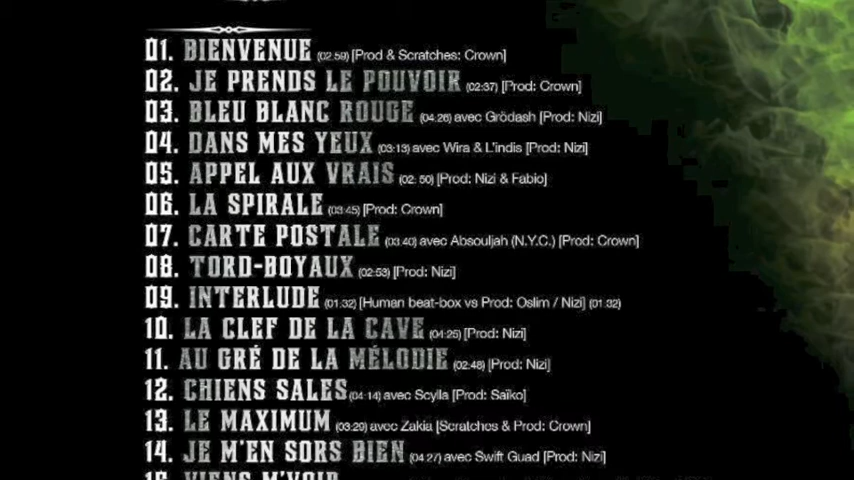 01. BIENVENUE (02:59) [Prod & Scratches: Crown]
02. JE PRENDS LE POUVOIR (02:37) [Prod: Crown]
03. BLEU BLANC ROUGE (04:26) avec Grödash [Prod: Nizi]
04. DANS MES YEUX (03:13) avec Wira & L'indis [Prod: Nizi]
05. APPEL AUX VRAIS (02: 50) [Prod: Nizi & Fabio]
06. LA SPIRALE (03:45) [Prod: Crown]
07. CARTE POSTALE (03:40) avec Absouljah (N.Y.C.) [Prod: Crown]
08. TORD-BOYAUX (02:53) [Prod: Nizi]
09. INTERLUDE (01:32) [Human beat-box vs Prod: Oslim / Nizi] (01:32)
10. LA CLEF DE LA CAVE (04:25) [Prod: Nizi]
11. AU GRÉ DE LA MÉLODIE (02:48) [Prod: Nizi]
12. CHIENS SALES (04:14) avec Scylla [Prod: Saïko]
13. LE MAXIMUM (03:29) avec Zakia [Scratches & Prod: Crown]
14. JE M'EN SORS BIEN (04:27) avec Swift Guad [Prod: Nizi]
15. VIENS M'VOIR